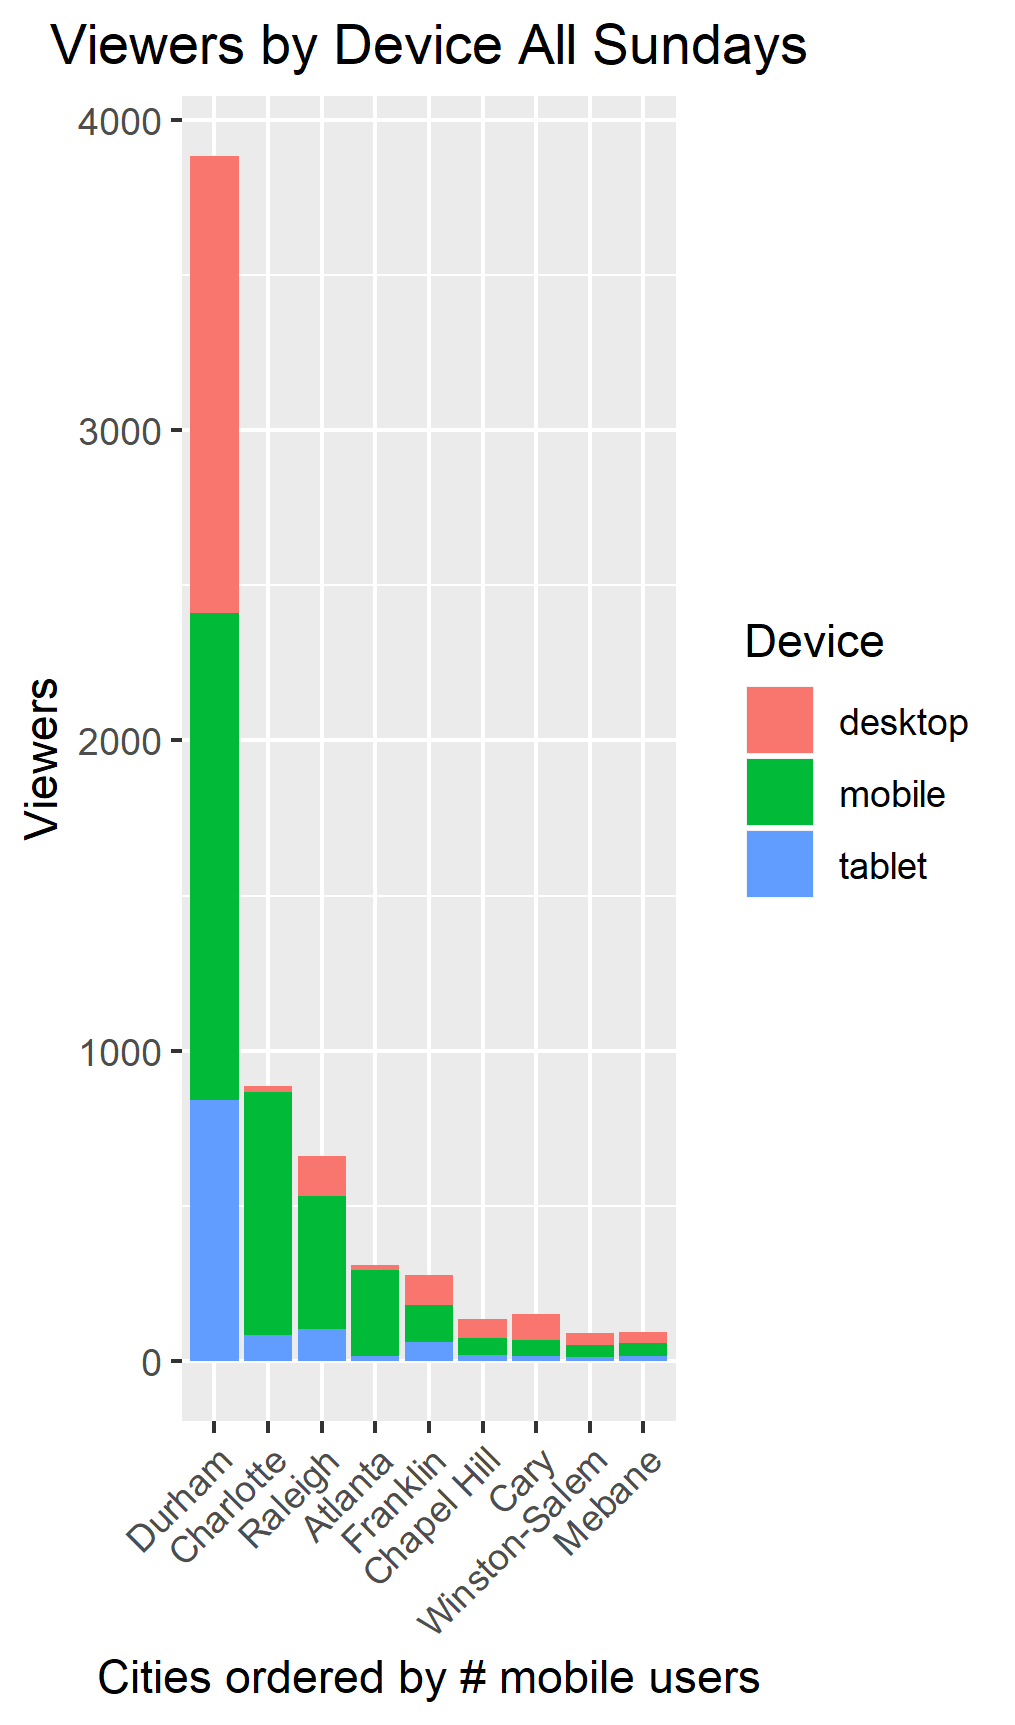 Viewers by Device All Sundays
4000
3000
2000
1000
0
Viewers
Device
desktop
mobile
tablet
Durham
Charlotte
Raleigh
Atlanta
Franklin
Chapel Hill
Cary
Winston-Salem
Mebane
Cities ordered by # mobile users